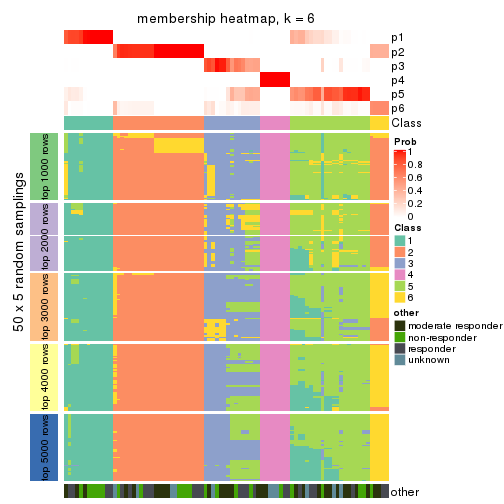 membership heatmap, k = 6
p1
p2
p3
p4
p5
p6
Class
50 x 5 random samplings
top 1000 rows
top 2000 rows
top 3000 rows
top 4000 rows
top 5000 rows
other
Prob
1
0.8
0.6
0.4
0.2
0
Class
1
2
3
4
5
6
other
moderate responder
non-responder
responder
unknown